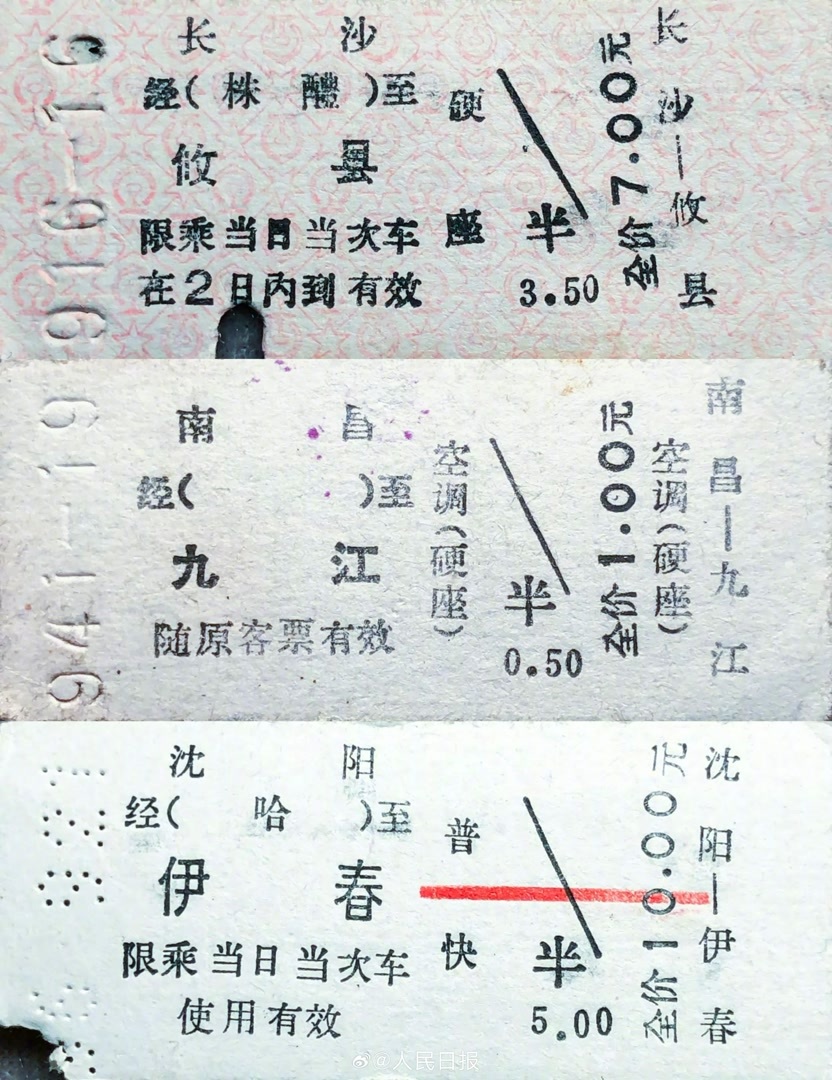 916-16
长沙
经(株醴)至
攸县
限乘当日当次车
在2日内到有效
硬座
半
3.50
全价7.00元
长沙—攸县
941-19
南昌
经( )至
九江
随原客票有效
(空调硬座)
半
0.50
全价1.00元
(空调硬座)
南昌—九江
沈阳
经(哈)至
伊春
限乘当日当次车
使用有效
普快
半
5.00
全价10.00元
沈阳—伊春
@人民日报